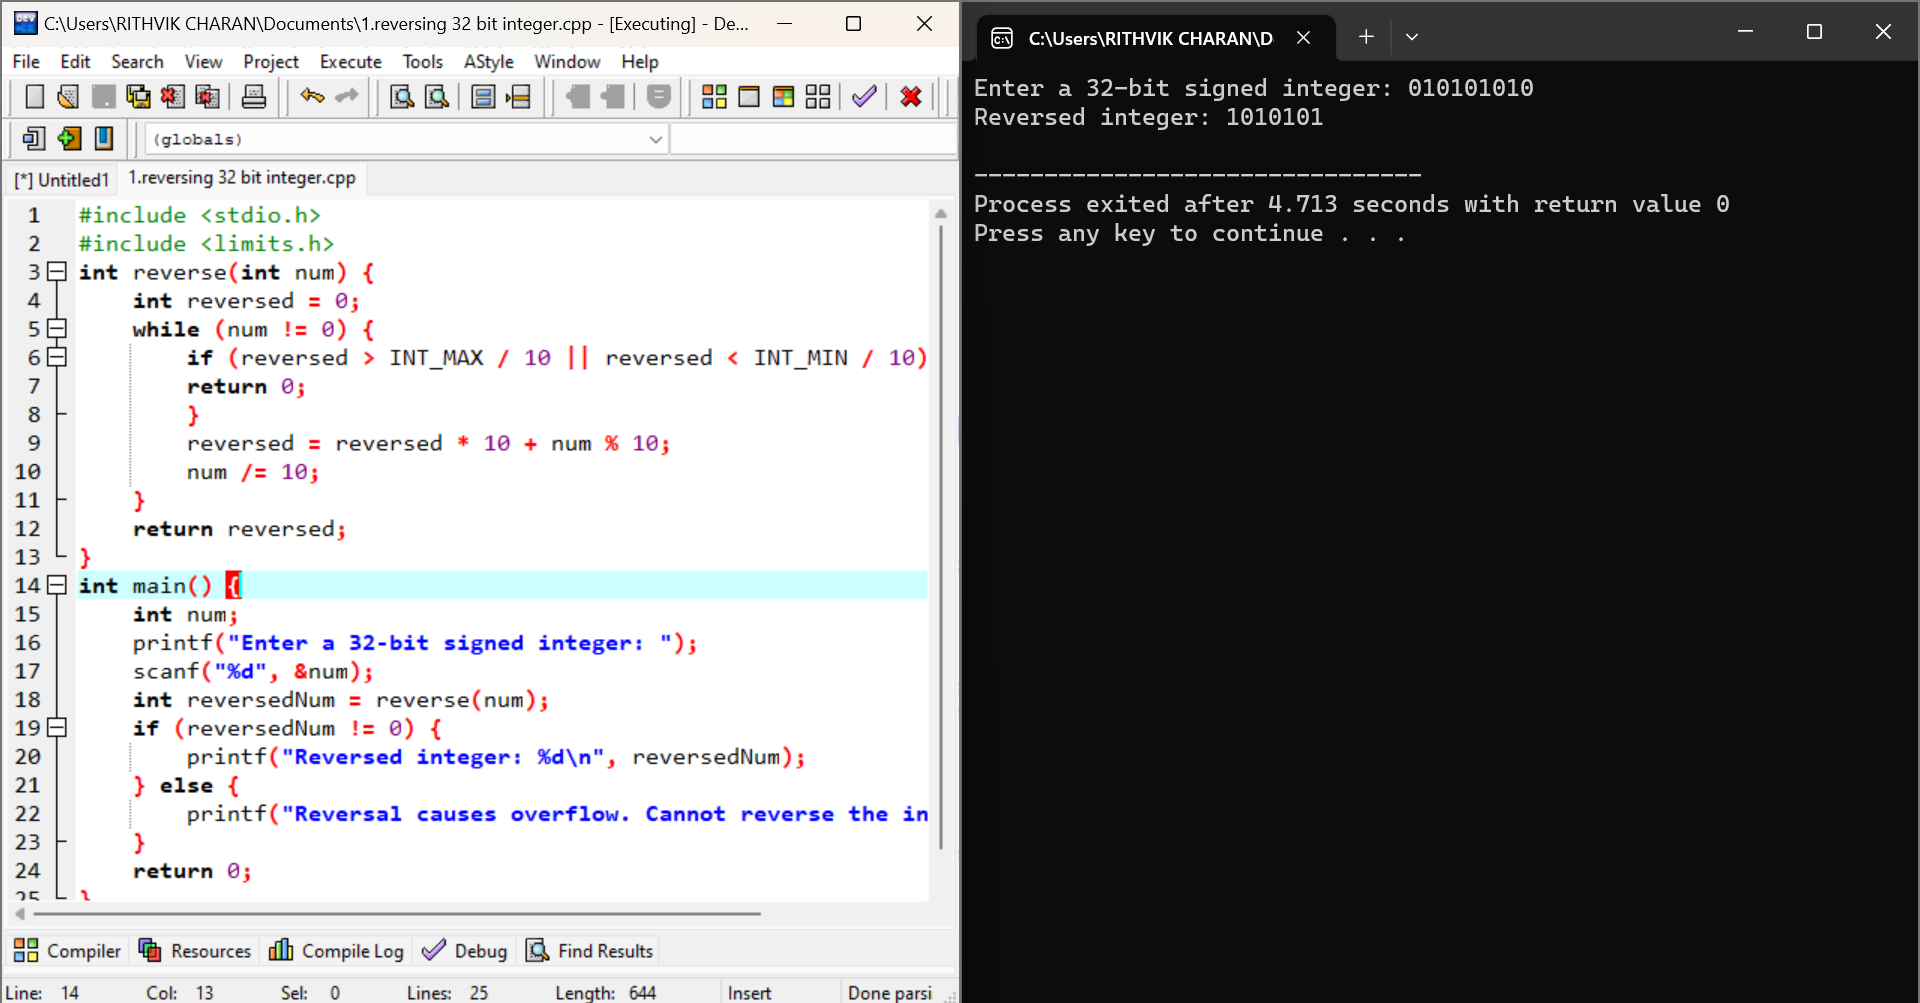 C:\Users\RITHVIK CHARAN\Documents\1.reversing 32 bit integer.cpp - [Executing] - De...
File Edit Search View Project Execute Tools AStyle Window Help
(globals)
[*] Untitled1 1.reversing 32 bit integer.cpp
1 #include <stdio.h>
2 #include <limits.h>
3 int reverse(int num) {
4 int reversed = 0;
5 while (num != 0) {
6 if (reversed > INT_MAX / 10 || reversed < INT_MIN / 10)
7 return 0;
8 }
9 reversed = reversed * 10 + num % 10;
10 num /= 10;
11 }
12 return reversed;
13 }
14 int main() {
15 int num;
16 printf("Enter a 32-bit signed integer: ");
17 scanf("%d", &num);
18 int reversedNum = reverse(num);
19 if (reversedNum != 0) {
20 printf("Reversed integer: %d\n", reversedNum);
21 } else {
22 printf("Reversal causes overflow. Cannot reverse the in
23 }
24 return 0;
25 }
Compiler Resources Compile Log Debug Find Results
Line: 14 Col: 13 Sel: 0 Lines: 25 Length: 644 Insert Done parsi
C:\Users\RITHVIK CHARAN\D
Enter a 32-bit signed integer: 010101010
Reversed integer: 1010101
--------------------------------
Process exited after 4.713 seconds with return value 0
Press any key to continue . . .